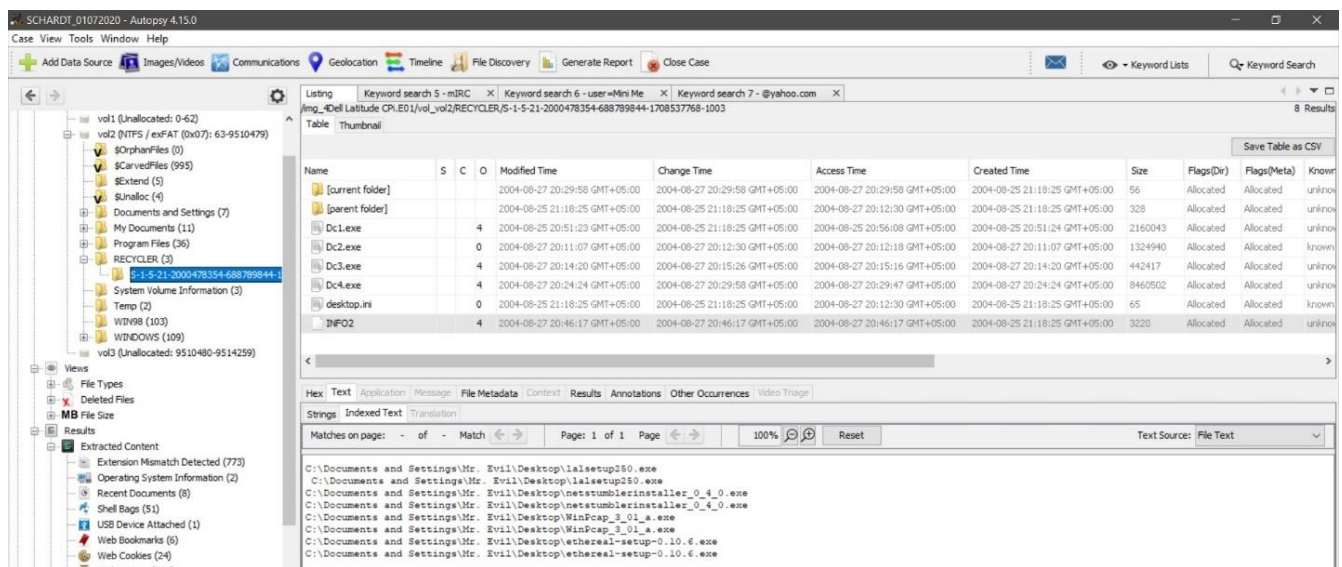 SCHARDT_01072020 - Autopsy 4.15.0
Case View Tools Window Help
Add Data Source Images/Videos Communications Geolocation Timeline File Discovery Generate Report Close Case Keyword Lists Keyword Search
Listing Keyword search 5 - mIRC Keyword search 6 - user=Mini Me Keyword search 7 - @yahoo.com
/img_4Dell Latitude CPi.E01/vol_vol2/RECYCLER/S-1-5-21-2000478354-688789844-1708537768-1003 8 Results
Table Thumbnail
Save Table as CSV
Name S C O Modified Time Change Time Access Time Created Time Size Flags(Dir) Flags(Meta) Known
[current folder] 2004-08-27 20:29:58 GMT+05:00 2004-08-27 20:29:58 GMT+05:00 2004-08-27 20:29:58 GMT+05:00 2004-08-25 21:18:25 GMT+05:00 56 Allocated Allocated unknov
[parent folder] 2004-08-25 21:18:25 GMT+05:00 2004-08-25 21:18:25 GMT+05:00 2004-08-27 20:12:30 GMT+05:00 2004-08-25 21:18:25 GMT+05:00 328 Allocated Allocated unknov
Dc1.exe 4 2004-08-25 20:51:23 GMT+05:00 2004-08-25 21:18:25 GMT+05:00 2004-08-25 20:56:08 GMT+05:00 2004-08-25 20:51:24 GMT+05:00 2160043 Allocated Allocated unknov
Dc2.exe 0 2004-08-27 20:11:07 GMT+05:00 2004-08-27 20:12:30 GMT+05:00 2004-08-27 20:12:18 GMT+05:00 2004-08-27 20:11:07 GMT+05:00 1324940 Allocated Allocated known
Dc3.exe 4 2004-08-27 20:14:20 GMT+05:00 2004-08-27 20:15:26 GMT+05:00 2004-08-27 20:15:16 GMT+05:00 2004-08-27 20:14:20 GMT+05:00 442417 Allocated Allocated unknov
Dc4.exe 4 2004-08-27 20:24:24 GMT+05:00 2004-08-27 20:29:58 GMT+05:00 2004-08-27 20:29:47 GMT+05:00 2004-08-27 20:24:24 GMT+05:00 8460502 Allocated Allocated unknov
desktop.ini 0 2004-08-25 21:18:25 GMT+05:00 2004-08-25 21:18:25 GMT+05:00 2004-08-27 20:12:30 GMT+05:00 2004-08-25 21:18:25 GMT+05:00 65 Allocated Allocated known
INFO2 4 2004-08-27 20:46:17 GMT+05:00 2004-08-27 20:46:17 GMT+05:00 2004-08-27 20:46:17 GMT+05:00 2004-08-25 21:18:25 GMT+05:00 3220 Allocated Allocated unknov
vol1 (Unallocated: 0-62)
vol2 (NTFS / exFAT (0x07): 63-9510479)
$OrphanFiles (0)
$CarvedFiles (995)
$Extend (5)
$Unalloc (4)
Documents and Settings (7)
My Documents (11)
Program Files (36)
RECYCLER (3)
S-1-5-21-2000478354-688789844-1
System Volume Information (3)
Temp (2)
WIN98 (103)
WINDOWS (109)
vol3 (Unallocated: 9510480-9514259)
Views
File Types
Deleted Files
MB File Size
Results
Extracted Content
Extension Mismatch Detected (773)
Operating System Information (2)
Recent Documents (8)
Shell Bags (51)
USB Device Attached (1)
Web Bookmarks (6)
Web Cookies (24)
Hex Text Application Message File Metadata Context Results Annotations Other Occurrences Video Triage
Strings Indexed Text Translation
Matches on page: - of - Match Page: 1 of 1 Page 100% Reset Text Source: File Text
C:\Documents and Settings\Mr. Evil\Desktop\lalsetup250.exe
C:\Documents and Settings\Mr. Evil\Desktop\lalsetup250.exe
C:\Documents and Settings\Mr. Evil\Desktop\netstumblerinstaller_0_4_0.exe
C:\Documents and Settings\Mr. Evil\Desktop\netstumblerinstaller_0_4_0.exe
C:\Documents and Settings\Mr. Evil\Desktop\WinPcap_3_01_a.exe
C:\Documents and Settings\Mr. Evil\Desktop\WinPcap_3_01_a.exe
C:\Documents and Settings\Mr. Evil\Desktop\ethereal-setup-0.10.6.exe
C:\Documents and Settings\Mr. Evil\Desktop\ethereal-setup-0.10.6.exe